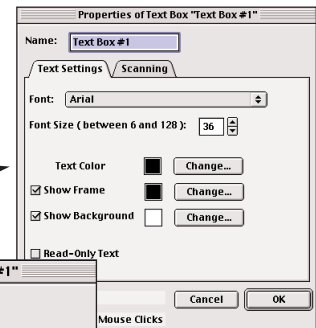 Properties of Text Box "Text Box #1"
Name: Text Box #1
Text Settings Scanning
Font: Arial
Font Size ( between 6 and 128 ): 36
Text Color Change...
Show Frame Change...
Show Background Change...
Read-Only Text
#1"
Cancel OK
Mouse Clicks